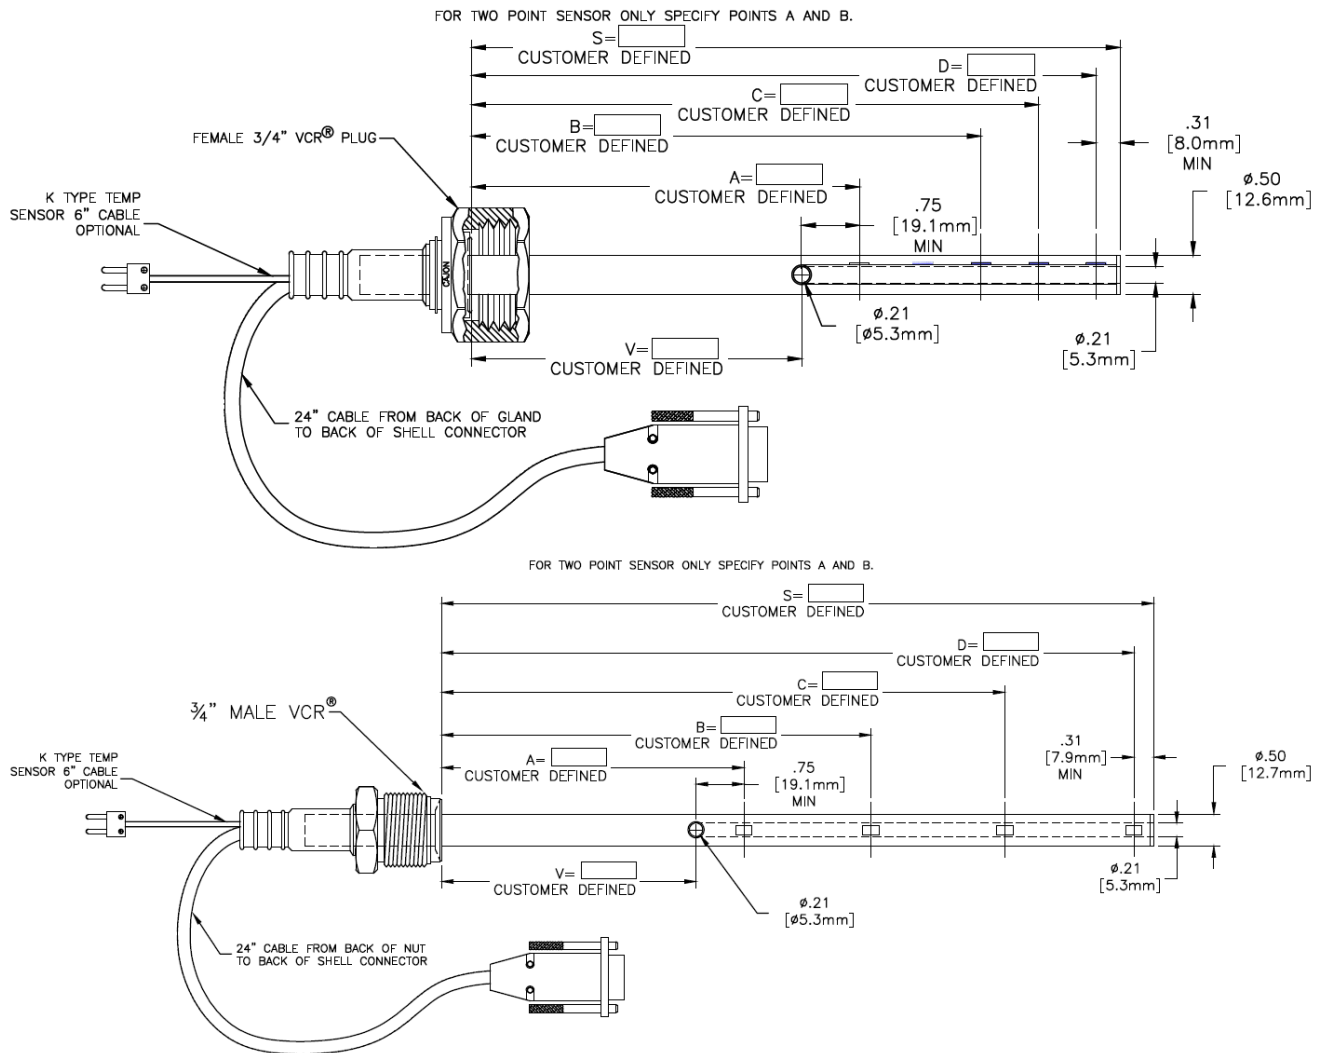 FOR TWO POINT SENSOR ONLY SPECIFY POINTS A AND B.
S=
CUSTOMER DEFINED
D=
CUSTOMER DEFINED
C=
CUSTOMER DEFINED
B=
CUSTOMER DEFINED
A=
CUSTOMER DEFINED
FEMALE 3/4" VCR® PLUG
K TYPE TEMP
SENSOR 6" CABLE
OPTIONAL
.31
[8.0mm]
MIN
ø.50
[12.6mm]
.75
[19.1mm]
MIN
CAJON
ø.21
[ø5.3mm]
ø.21
[5.3mm]
V=
CUSTOMER DEFINED
24" CABLE FROM BACK OF GLAND
TO BACK OF SHELL CONNECTOR
FOR TWO POINT SENSOR ONLY SPECIFY POINTS A AND B.
S=
CUSTOMER DEFINED
D=
CUSTOMER DEFINED
C=
CUSTOMER DEFINED
B=
CUSTOMER DEFINED
A=
CUSTOMER DEFINED
¾" MALE VCR®
K TYPE TEMP
SENSOR 6" CABLE
OPTIONAL
.75
[19.1mm]
MIN
.31
[7.9mm]
MIN
ø.50
[12.7mm]
V=
CUSTOMER DEFINED
ø.21
[ø5.3mm]
ø.21
[5.3mm]
24" CABLE FROM BACK OF NUT
TO BACK OF SHELL CONNECTOR